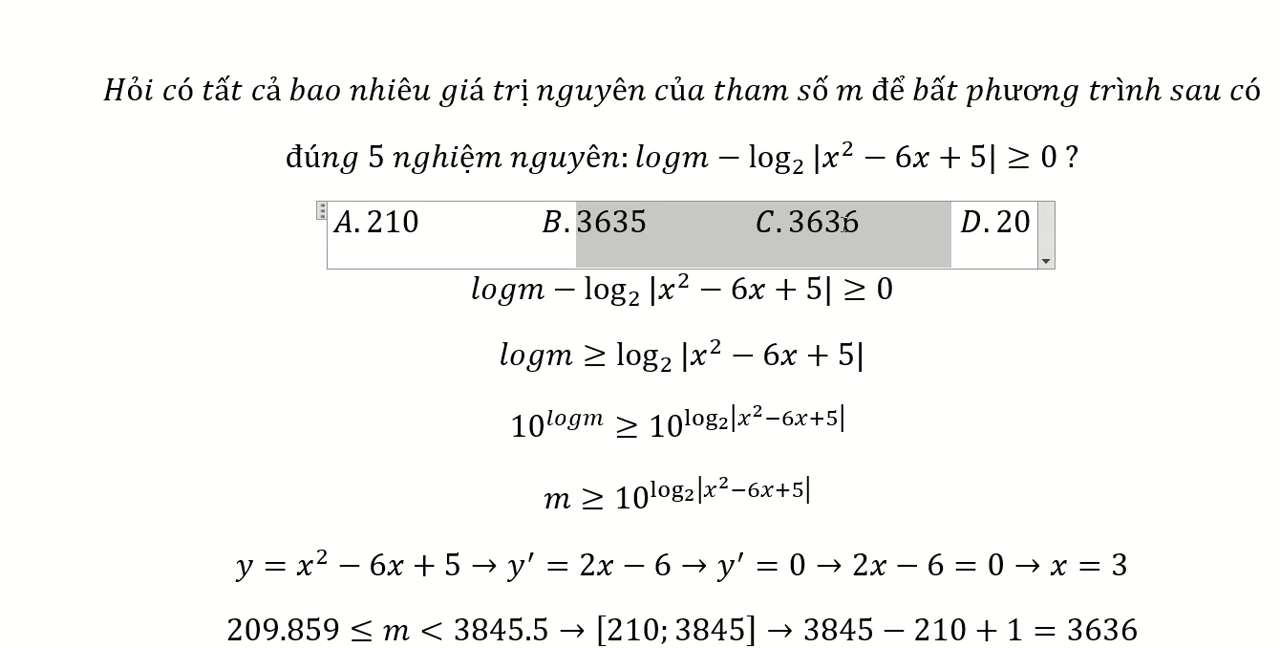 Hỏi có tất cả bao nhiêu giá trị nguyên của tham số m để bất phương trình sau có
đúng 5 nghiệm nguyên: logm − log₂ |x² − 6x + 5| ≥ 0 ?
A. 210 B. 3635 C. 3636 D. 20
logm − log₂ |x² − 6x + 5| ≥ 0
logm ≥ log₂ |x² − 6x + 5|
10^{logm} ≥ 10^{log₂|x²−6x+5|}
m ≥ 10^{log₂|x²−6x+5|}
y = x² − 6x + 5 → y′ = 2x − 6 → y′ = 0 → 2x − 6 = 0 → x = 3
209.859 ≤ m < 3845.5 → [210; 3845] → 3845 − 210 + 1 = 3636